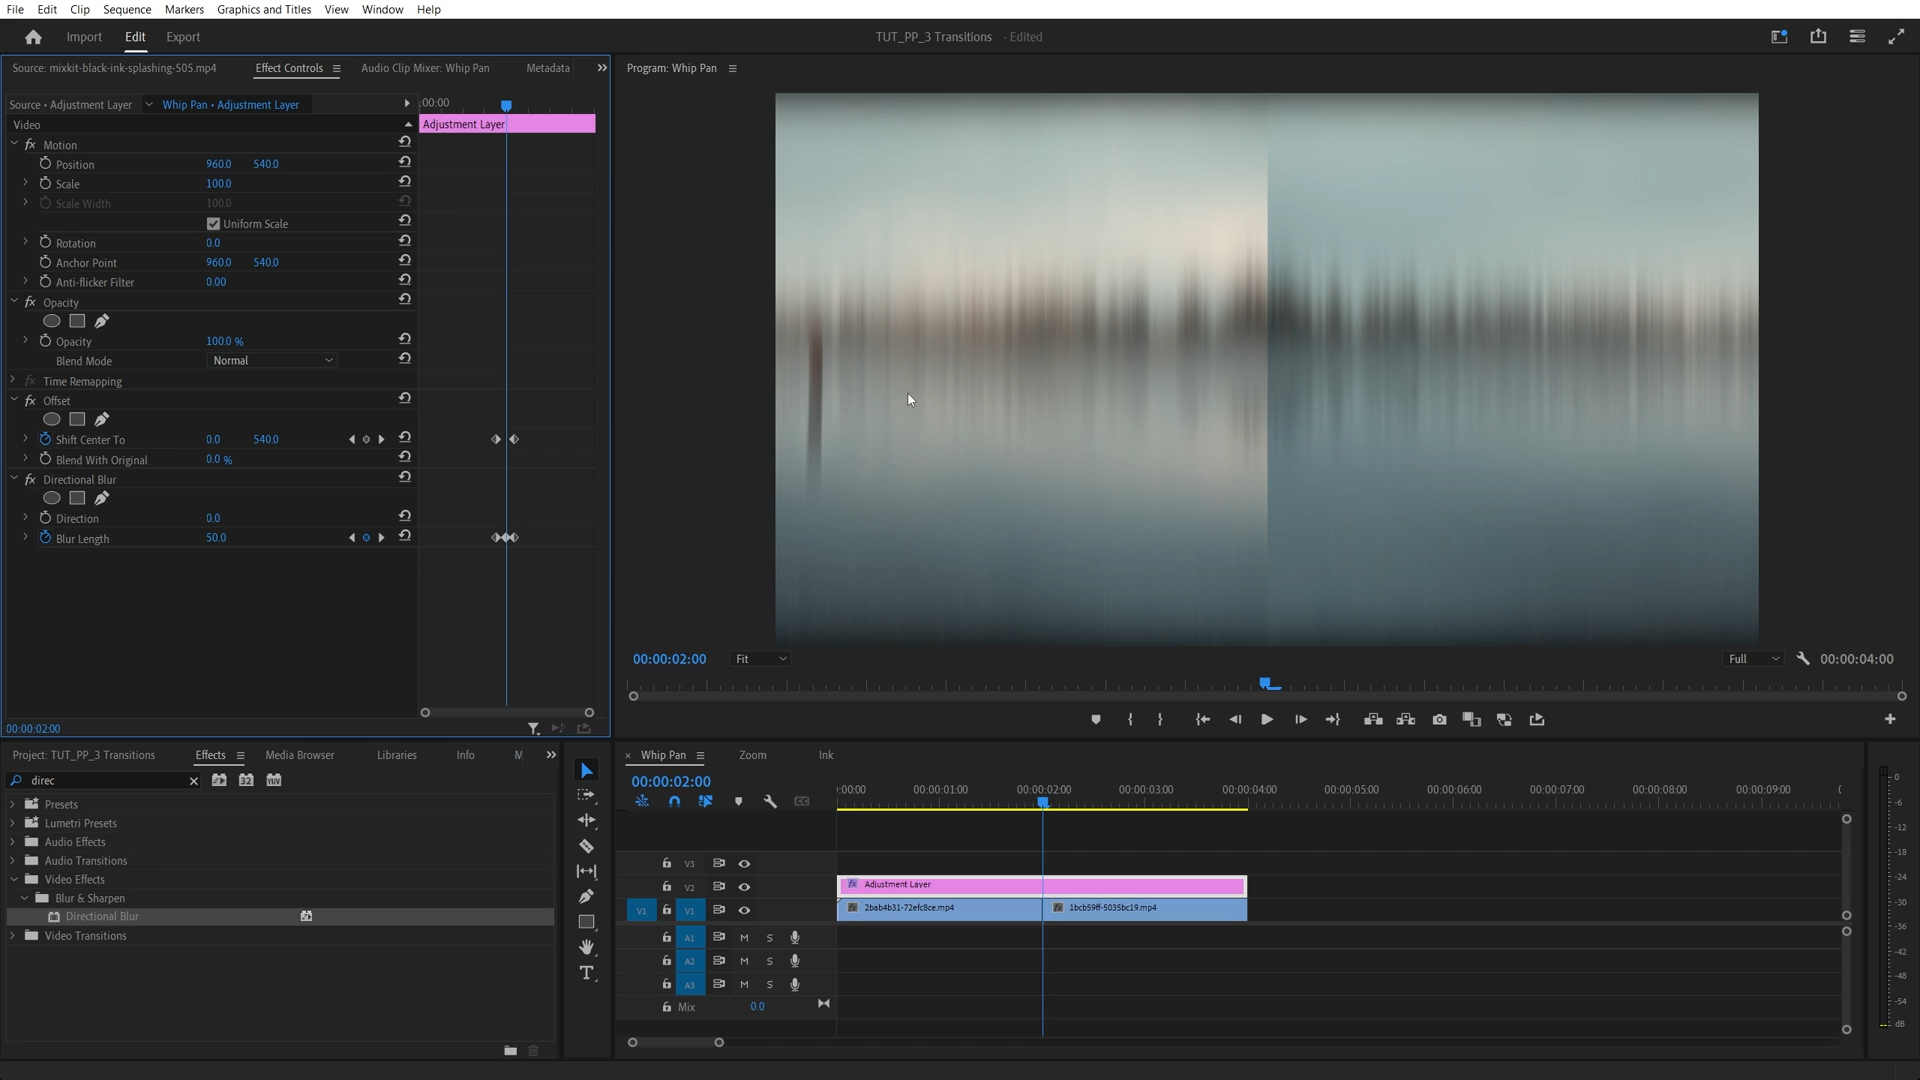 File Edit Clip Sequence Markers Graphics and Titles View Window Help
Import Edit Export TUT_PP_3 Transitions - Edited
Source: mixkit-black-ink-splashing-505.mp4 Effect Controls Audio Clip Mixer: Whip Pan Metadata
Program: Whip Pan
Source • Adjustment Layer Whip Pan • Adjustment Layer :00:00
Video Adjustment Layer
fx Motion
Position 960.0 540.0
Scale 100.0
Scale Width 100.0
Uniform Scale
Rotation 0.0
Anchor Point 960.0 540.0
Anti-flicker Filter 0.00
fx Opacity
Opacity 100.0 %
Blend Mode Normal
fx Time Remapping
fx Offset
Shift Center To 0.0 540.0
Blend With Original 0.0 %
fx Directional Blur
Direction 0.0
Blur Length 50.0
00:00:02:00
00:00:02:00 Fit Full 00:00:04:00
Project: TUT_PP_3 Transitions Effects Media Browser Libraries Info M
direc 32 YUV
Presets
Lumetri Presets
Audio Effects
Audio Transitions
Video Effects
Blur & Sharpen
Directional Blur
Video Transitions
T
× Whip Pan Zoom Ink
00:00:02:00
:00:00 00:00:01:00 00:00:02:00 00:00:03:00 00:00:04:00 00:00:05:00 00:00:06:00 00:00:07:00 00:00:08:00 00:00:09:00
CC
V3
V2 fx Adjustment Layer
V1 V1 fx 2bab4b31-72efc8ce.mp4 fx 1bcb59ff-5035bc19.mp4
A1 M S
A2 M S
A3 M S
Mix 0.0
0
-6
-12
-18
-24
-30
-36
-42
-48
-54
dB